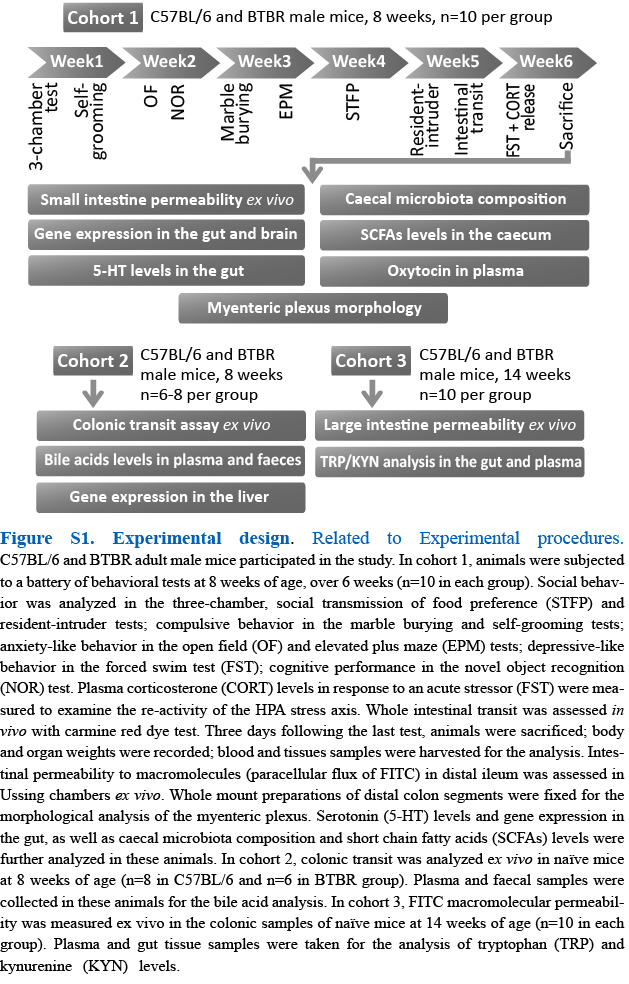 Cohort 1 C57BL/6 and BTBR male mice, 8 weeks, n=10 per group
Week1 Week2 Week3 Week4 Week5 Week6
3-chamber
test
Self-
grooming
OF
NOR
Marble
burying
EPM
STFP
Resident-
intruder
Intestinal
transit
FST + CORT
release
Sacrifice
Small intestine permeability ex vivo
Caecal microbiota composition
Gene expression in the gut and brain
SCFAs levels in the caecum
5-HT levels in the gut
Oxytocin in plasma
Myenteric plexus morphology
Cohort 2
C57BL/6 and BTBR
male mice, 8 weeks
n=6-8 per group
Colonic transit assay ex vivo
Bile acids levels in plasma and faeces
Gene expression in the liver
Cohort 3
C57BL/6 and BTBR
male mice, 14 weeks
n=10 per group
Large intestine permeability ex vivo
TRP/KYN analysis in the gut and plasma
Figure S1. Experimental design. Related to Experimental procedures.
C57BL/6 and BTBR adult male mice participated in the study. In cohort 1, animals were subjected
to a battery of behavioral tests at 8 weeks of age, over 6 weeks (n=10 in each group). Social behav-
ior was analyzed in the three-chamber, social transmission of food preference (STFP) and
resident-intruder tests; compulsive behavior in the marble burying and self-grooming tests;
anxiety-like behavior in the open field (OF) and elevated plus maze (EPM) tests; depressive-like
behavior in the forced swim test (FST); cognitive performance in the novel object recognition
(NOR) test. Plasma corticosterone (CORT) levels in response to an acute stressor (FST) were mea-
sured to examine the re-activity of the HPA stress axis. Whole intestinal transit was assessed in
vivo with carmine red dye test. Three days following the last test, animals were sacrificed; body
and organ weights were recorded; blood and tissues samples were harvested for the analysis. Intes-
tinal permeability to macromolecules (paracellular flux of FITC) in distal ileum was assessed in
Ussing chambers ex vivo. Whole mount preparations of distal colon segments were fixed for the
morphological analysis of the myenteric plexus. Serotonin (5-HT) levels and gene expression in
the gut, as well as caecal microbiota composition and short chain fatty acids (SCFAs) levels were
further analyzed in these animals. In cohort 2, colonic transit was analyzed ex vivo in naïve mice
at 8 weeks of age (n=8 in C57BL/6 and n=6 in BTBR group). Plasma and faecal samples were
collected in these animals for the bile acid analysis. In cohort 3, FITC macromolecular permeabil-
ity was measured ex vivo in the colonic samples of naïve mice at 14 weeks of age (n=10 in each
group). Plasma and gut tissue samples were taken for the analysis of tryptophan (TRP) and
kynurenine (KYN) levels.